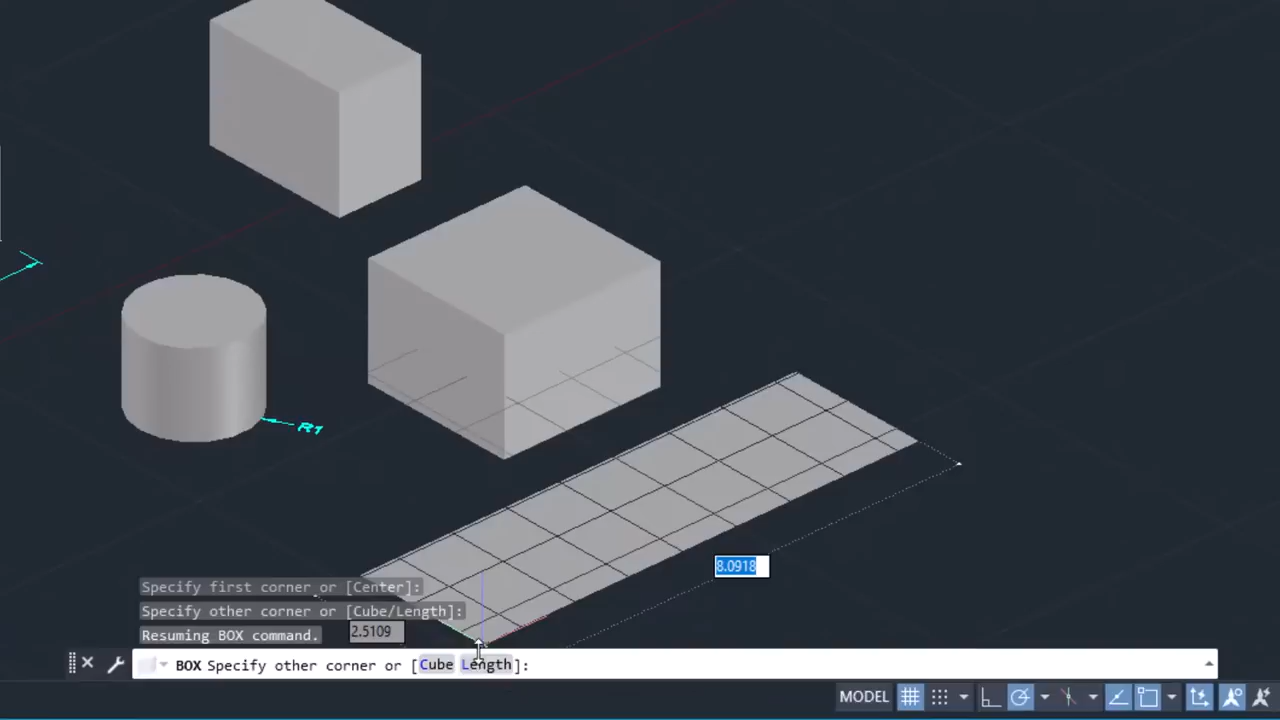 R1
8.0918
Specify first corner or [Center]:
Specify other corner or [Cube/Length]:
Resuming BOX command.
2.5109
BOX Specify other corner or [Cube Length]:
MODEL